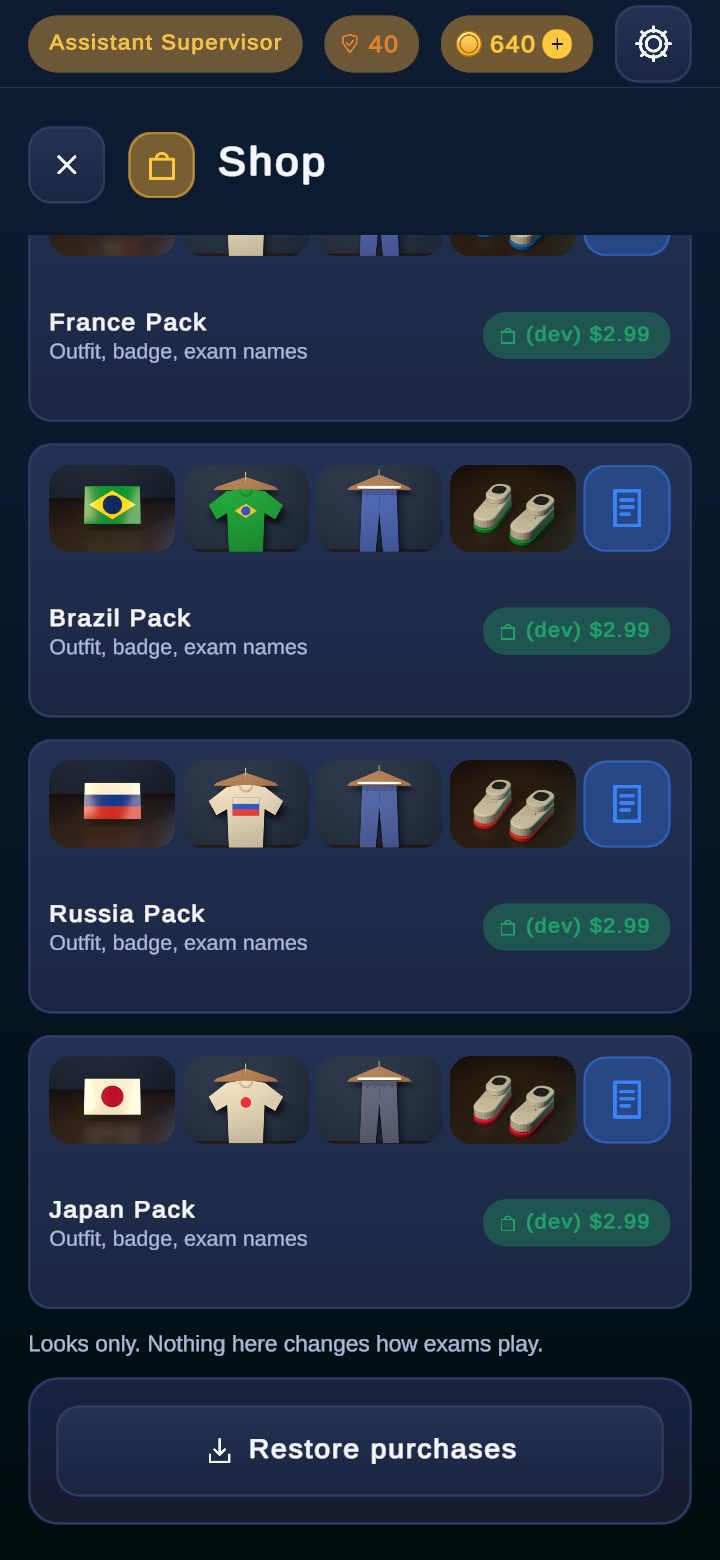 Assistant Supervisor
40
640
+
Shop
France Pack
Outfit, badge, exam names
(dev) $2.99
Brazil Pack
Outfit, badge, exam names
(dev) $2.99
Russia Pack
Outfit, badge, exam names
(dev) $2.99
Japan Pack
Outfit, badge, exam names
(dev) $2.99
Looks only. Nothing here changes how exams play.
Restore purchases